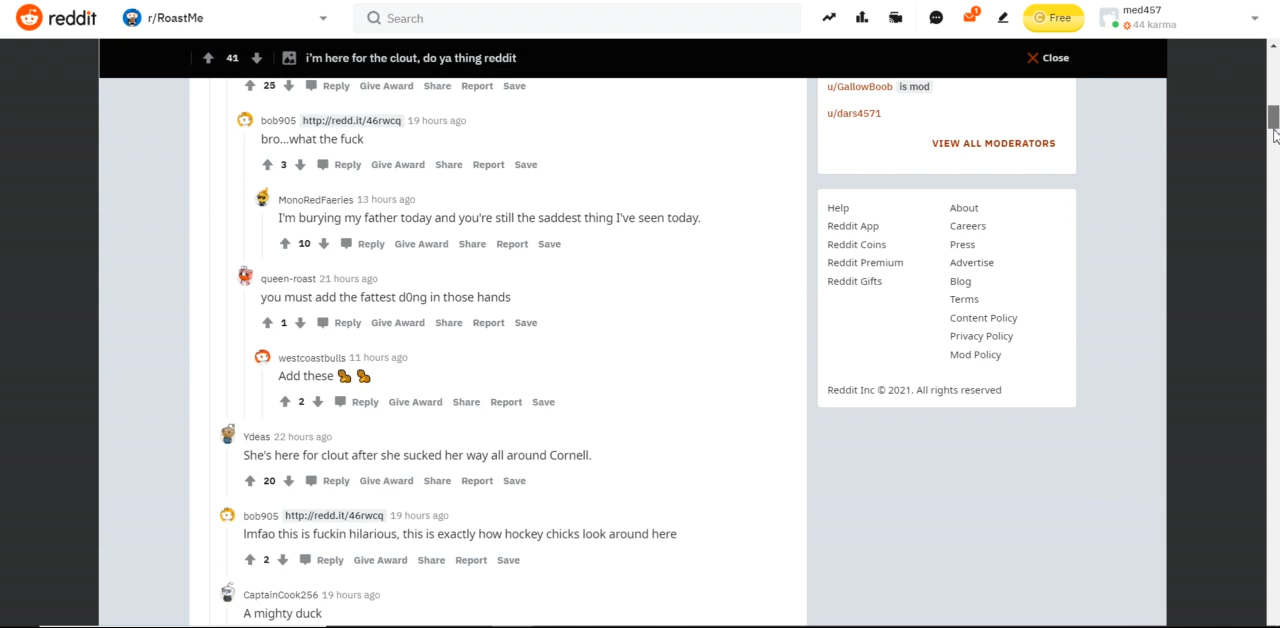 reddit r/RoastMe Search 1 Free med457
44 karma
41 i'm here for the clout, do ya thing reddit Close
25 Reply Give Award Share Report Save
bob905 http://redd.it/46rwcq 19 hours ago
bro...what the fuck
3 Reply Give Award Share Report Save
MonoRedFaeries 13 hours ago
I'm burying my father today and you're still the saddest thing I've seen today.
10 Reply Give Award Share Report Save
queen-roast 21 hours ago
you must add the fattest d0ng in those hands
1 Reply Give Award Share Report Save
westcoastbulls 11 hours ago
Add these 🥜 🥜
2 Reply Give Award Share Report Save
Ydeas 22 hours ago
She's here for clout after she sucked her way all around Cornell.
20 Reply Give Award Share Report Save
bob905 http://redd.it/46rwcq 19 hours ago
lmfao this is fuckin hilarious, this is exactly how hockey chicks look around here
2 Reply Give Award Share Report Save
CaptainCook256 19 hours ago
A mighty duck
u/GallowBoob is mod
u/dars4571
VIEW ALL MODERATORS
Help
Reddit App
Reddit Coins
Reddit Premium
Reddit Gifts
About
Careers
Press
Advertise
Blog
Terms
Content Policy
Privacy Policy
Mod Policy
Reddit Inc © 2021. All rights reserved